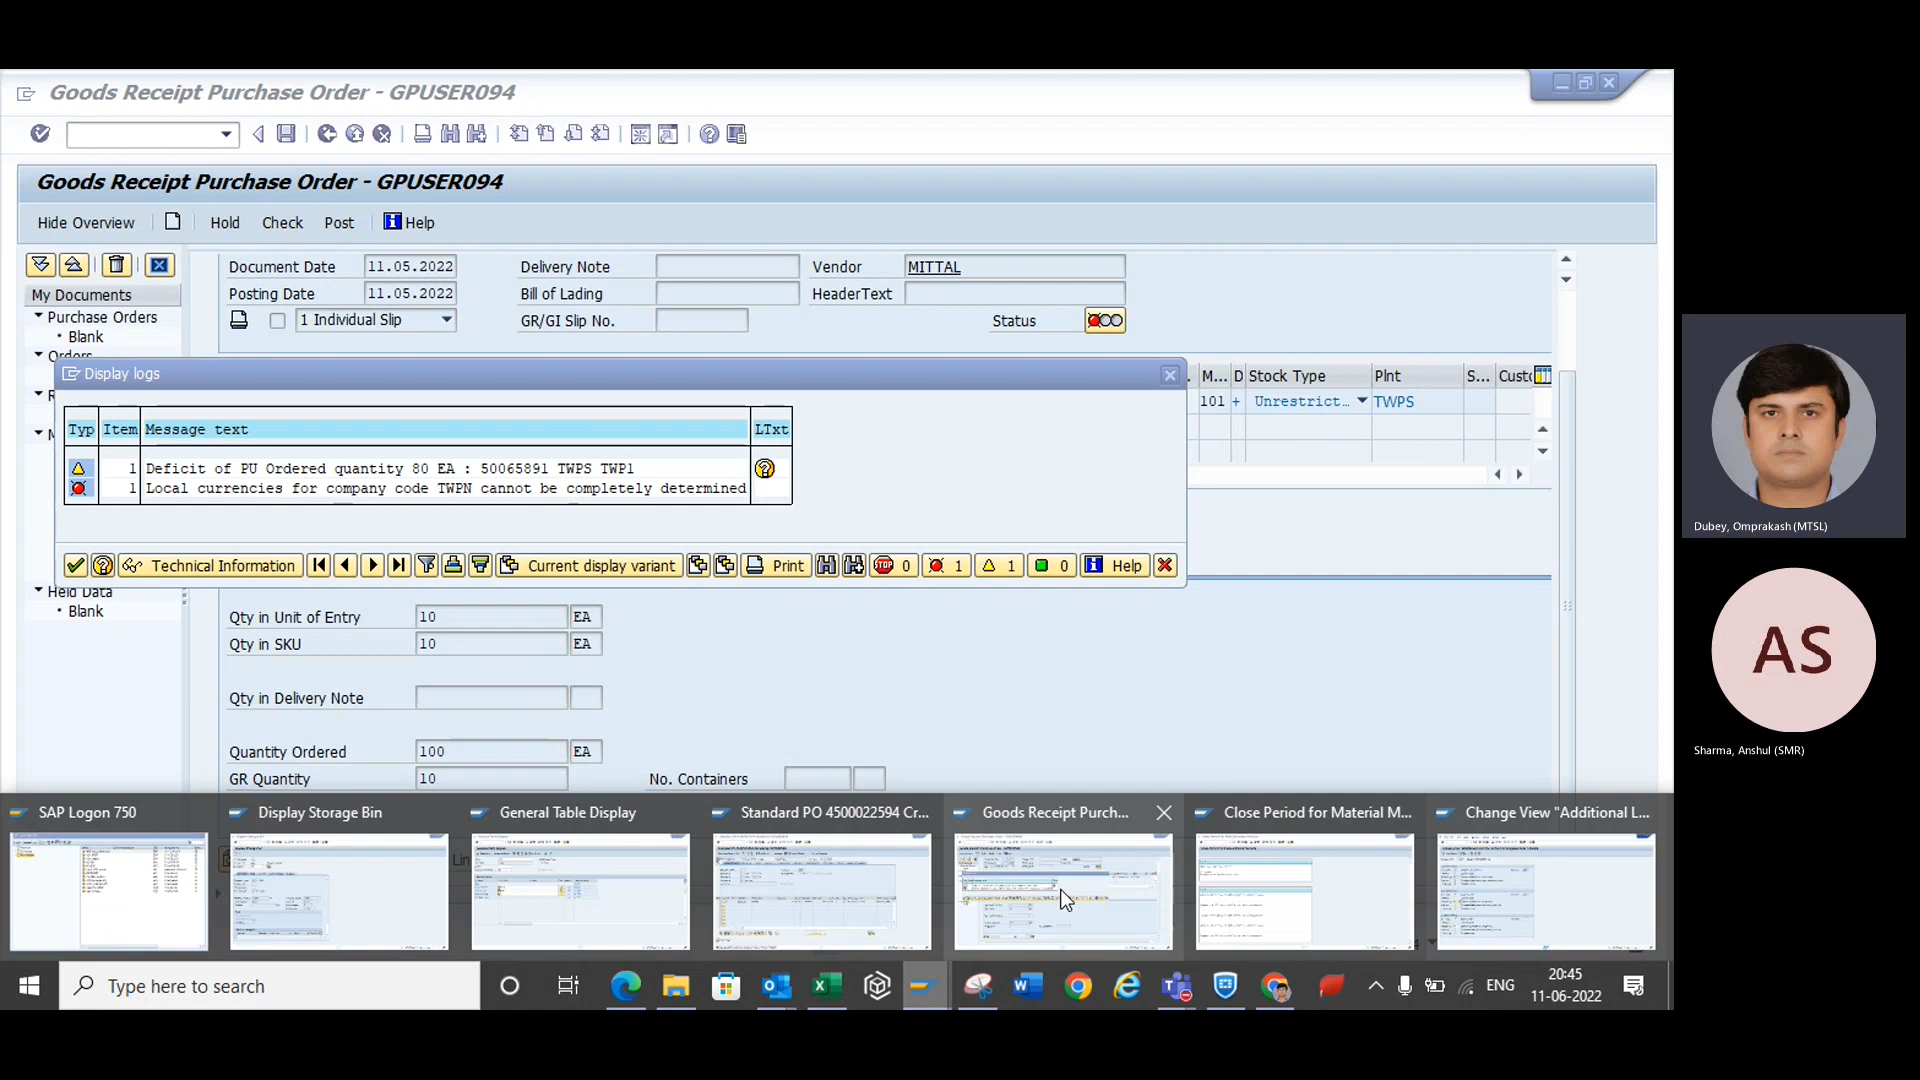 Goods Receipt Purchase Order - GPUSER094
Goods Receipt Purchase Order - GPUSER094
Hide Overview Hold Check Post Help
My Documents
Purchase Orders
Blank
Orders
Held Data
Blank
Document Date 11.05.2022 Delivery Note Vendor MITTAL
Posting Date 11.05.2022 Bill of Lading HeaderText
1 Individual Slip GR/GI Slip No. Status
M... D Stock Type Plnt S... Custo
101 + Unrestrict... TWPS
Display logs
Typ Item Message text LTxt
1 Deficit of PU Ordered quantity 80 EA : 50065891 TWPS TWP1
1 Local currencies for company code TWPN cannot be completely determined
Technical Information Current display variant Print STOP 0 1 1 0 Help
Qty in Unit of Entry 10 EA
Qty in SKU 10 EA
Qty in Delivery Note
Quantity Ordered 100 EA
GR Quantity 10 No. Containers
SAP Logon 750
Display Storage Bin
General Table Display
Standard PO 4500022594 Cr...
Goods Receipt Purch...
Close Period for Material M...
Change View "Additional L...
Type here to search
ENG
20:45
11-06-2022
Dubey, Omprakash (MTSL)
AS
Sharma, Anshul (SMR)